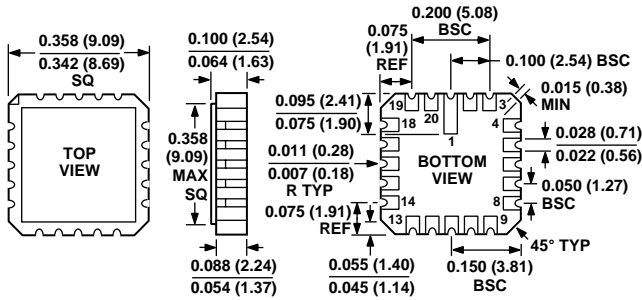 0.358 (9.09)
0.342 (8.69)
SQ
TOP
VIEW
0.100 (2.54)
0.064 (1.63)
0.358
(9.09)
MAX
SQ
0.088 (2.24)
0.054 (1.37)
0.200 (5.08)
BSC
0.075
(1.91)
REF
0.100 (2.54) BSC
0.015 (0.38)
MIN
0.095 (2.41)
0.075 (1.90)
0.011 (0.28)
0.007 (0.18)
R TYP
0.075 (1.91)
REF
0.055 (1.40)
0.045 (1.14)
19
20
3
18
4
1
BOTTOM
VIEW
14
8
13
9
0.028 (0.71)
0.022 (0.56)
0.050 (1.27)
BSC
45° TYP
0.150 (3.81)
BSC